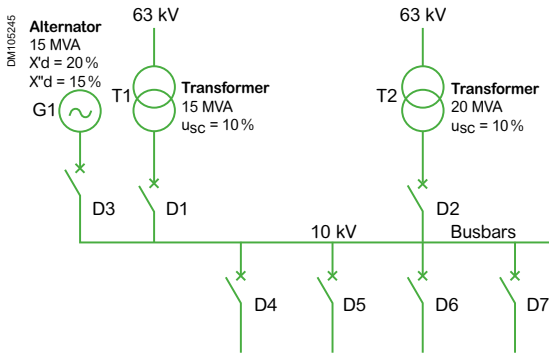 DM105245
Alternator
15 MVA
X'd = 20%
X"d = 15%
G1
63 kV
T1
Transformer
15 MVA
usc = 10%
63 kV
T2
Transformer
20 MVA
usc = 10%
D3
D1
D2
10 kV
Busbars
D4
D5
D6
D7